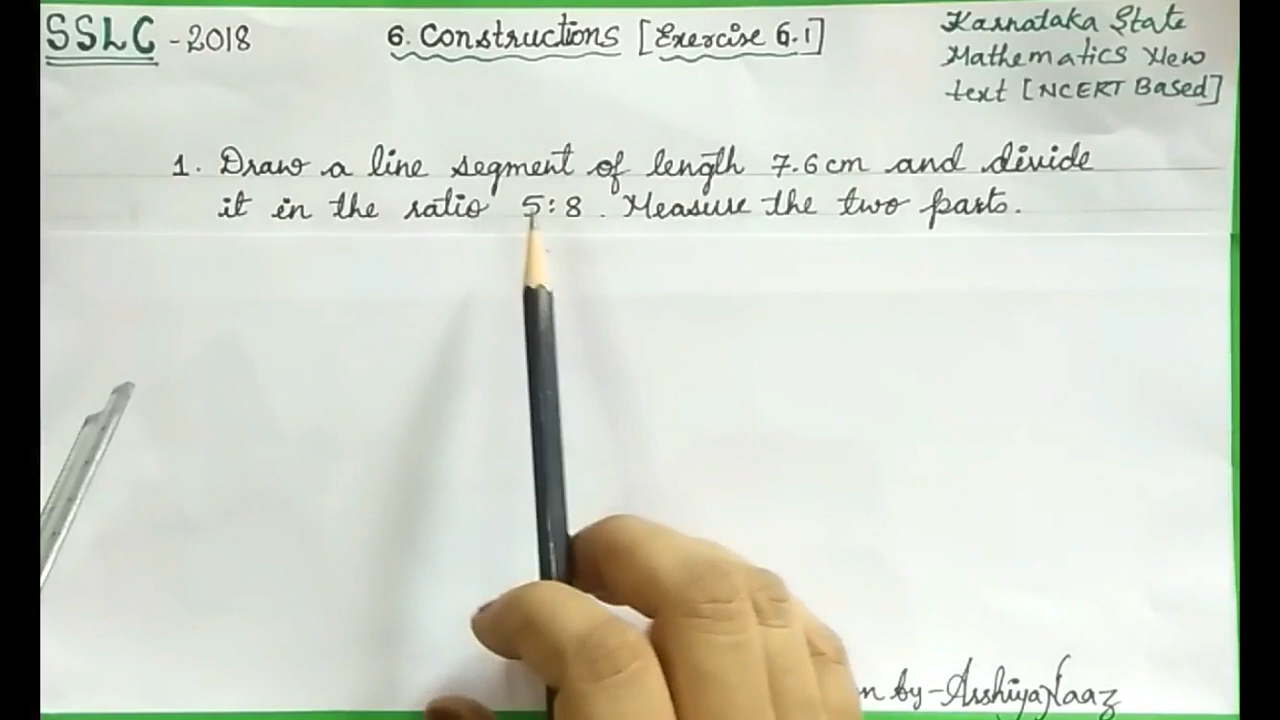 SSLC - 2018
6. Constructions [Exercise 6.1]
Karnataka State
Mathematics New
text [NCERT Based]
1. Draw a line segment of length 7.6 cm and divide
it in the ratio 5:8. Measure the two parts.
by - Asshiya Naaz